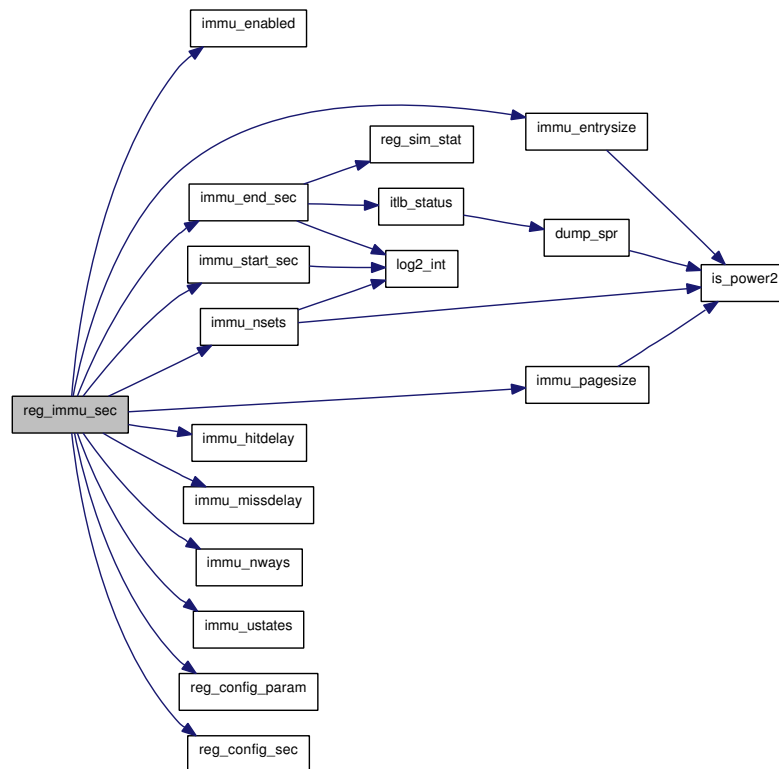 immu_enabled
immu_entrysize
reg_sim_stat
immu_end_sec
itlb_status
dump_spr
immu_start_sec
log2_int
is_power2
immu_nsets
immu_pagesize
reg_immu_sec
immu_hitdelay
immu_missdelay
immu_nways
immu_ustates
reg_config_param
reg_config_sec